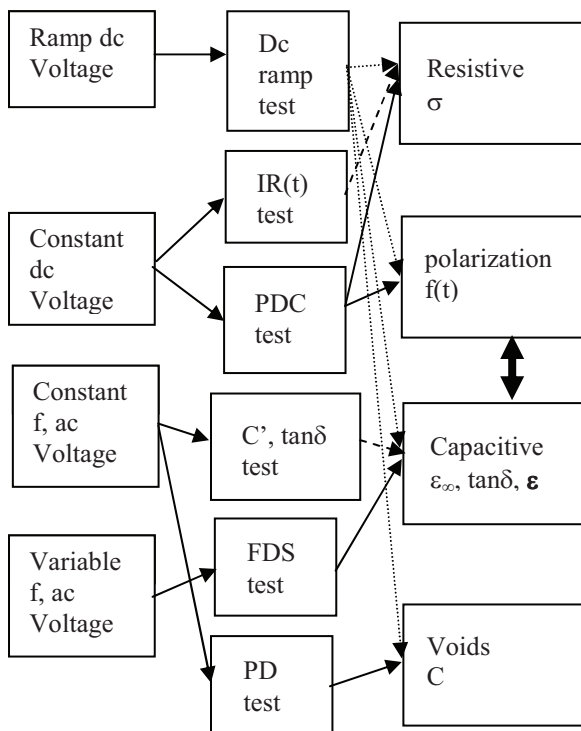 Ramp dc
Voltage
Dc
ramp
test
Resistive
σ
IR(t)
test
Constant
dc
Voltage
PDC
test
polarization
f(t)
Constant
f, ac
Voltage
C’, tanδ
test
Capacitive
ε∞, tanδ, ε
Variable
f, ac
Voltage
FDS
test
PD
test
Voids
C